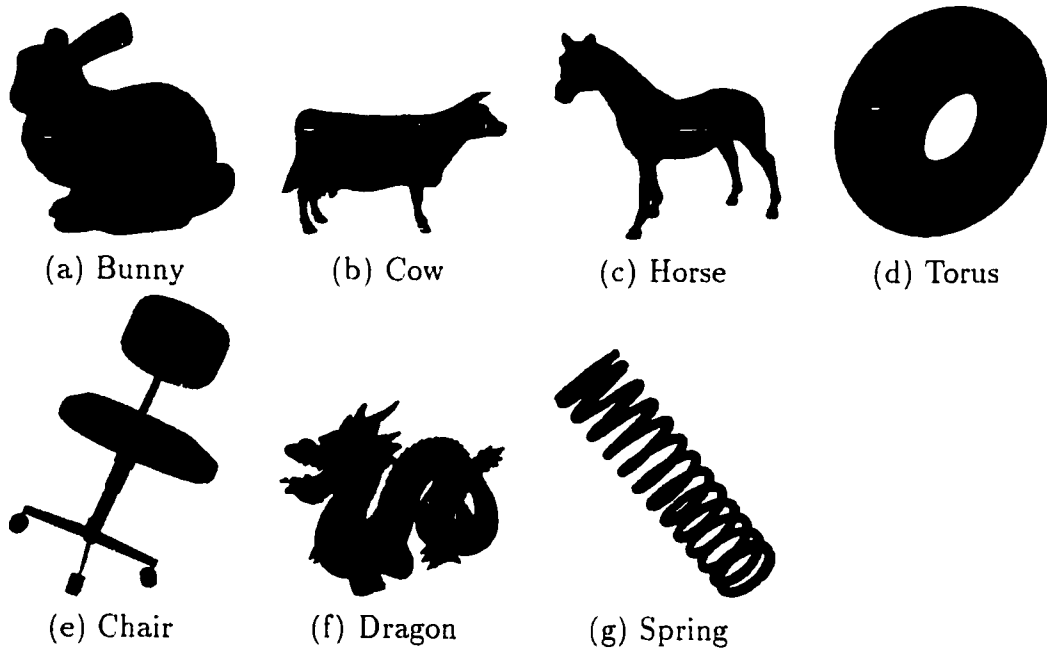 (a) Bunny
(b) Cow
(c) Horse
(d) Torus
(e) Chair
(f) Dragon
(g) Spring